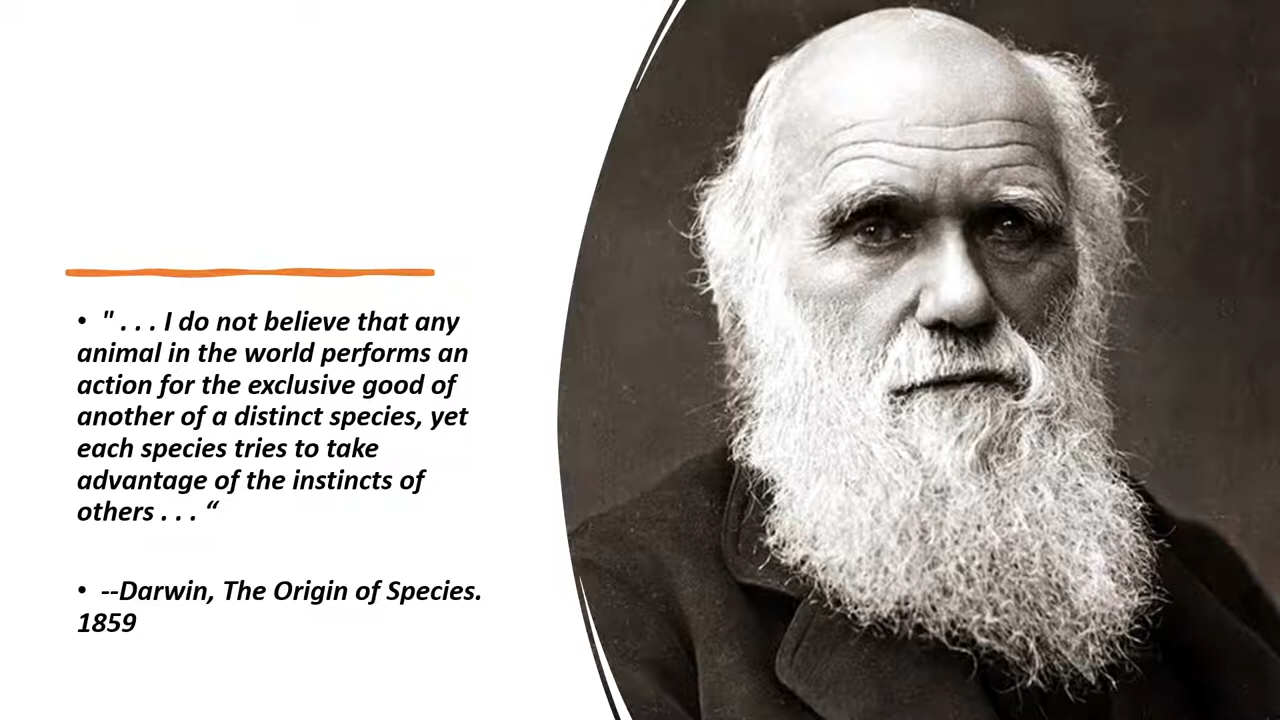 • " . . . I do not believe that any
animal in the world performs an
action for the exclusive good of
another of a distinct species, yet
each species tries to take
advantage of the instincts of
others . . . “
• --Darwin, The Origin of Species.
1859